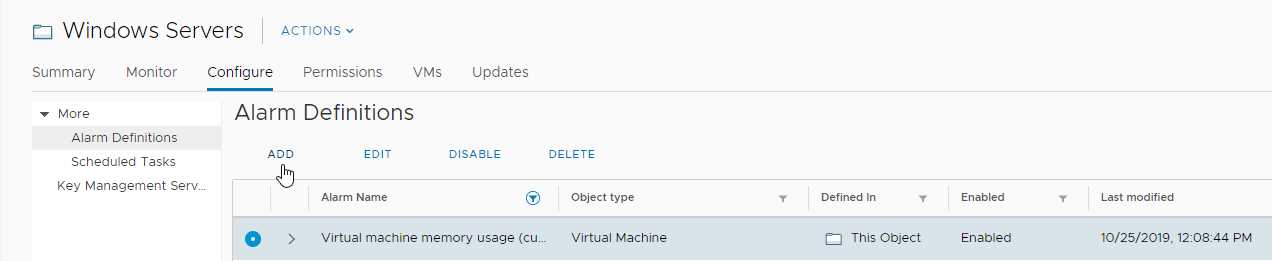 Windows Servers ACTIONS
Summary Monitor Configure Permissions VMs Updates
More
Alarm Definitions
Scheduled Tasks
Key Management Serv...
Alarm Definitions
ADD EDIT DISABLE DELETE
Alarm Name Object type Defined In Enabled Last modified
Virtual machine memory usage (cu... Virtual Machine This Object Enabled 10/25/2019, 12:08:44 PM